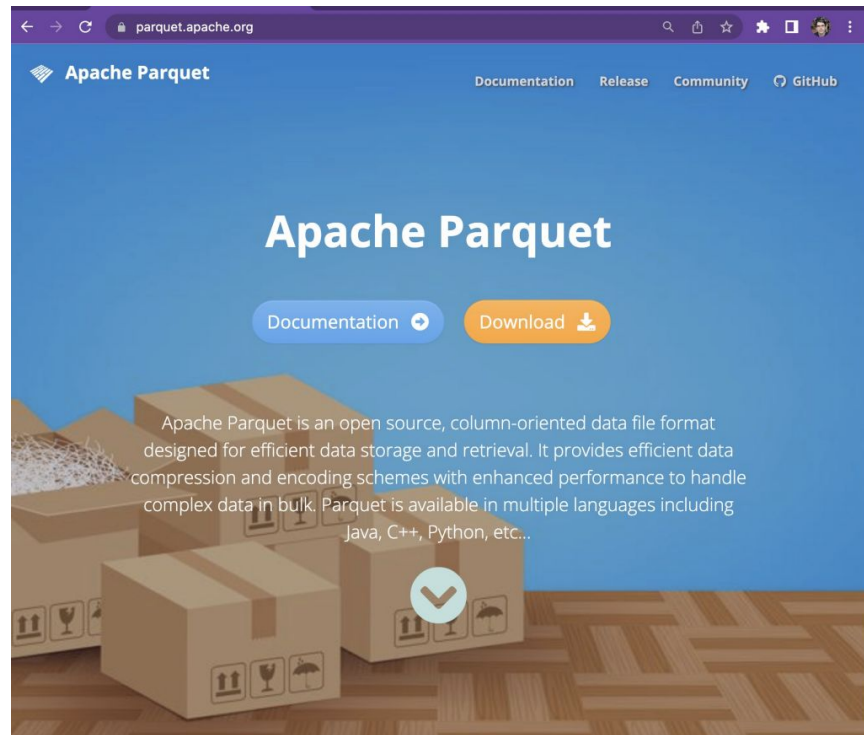 parquet.apache.org
Apache Parquet
Documentation Release Community GitHub
Apache Parquet
Documentation
Download
Apache Parquet is an open source, column-oriented data file format
designed for efficient data storage and retrieval. It provides efficient data
compression and encoding schemes with enhanced performance to handle
complex data in bulk. Parquet is available in multiple languages including
Java, C++, Python, etc...